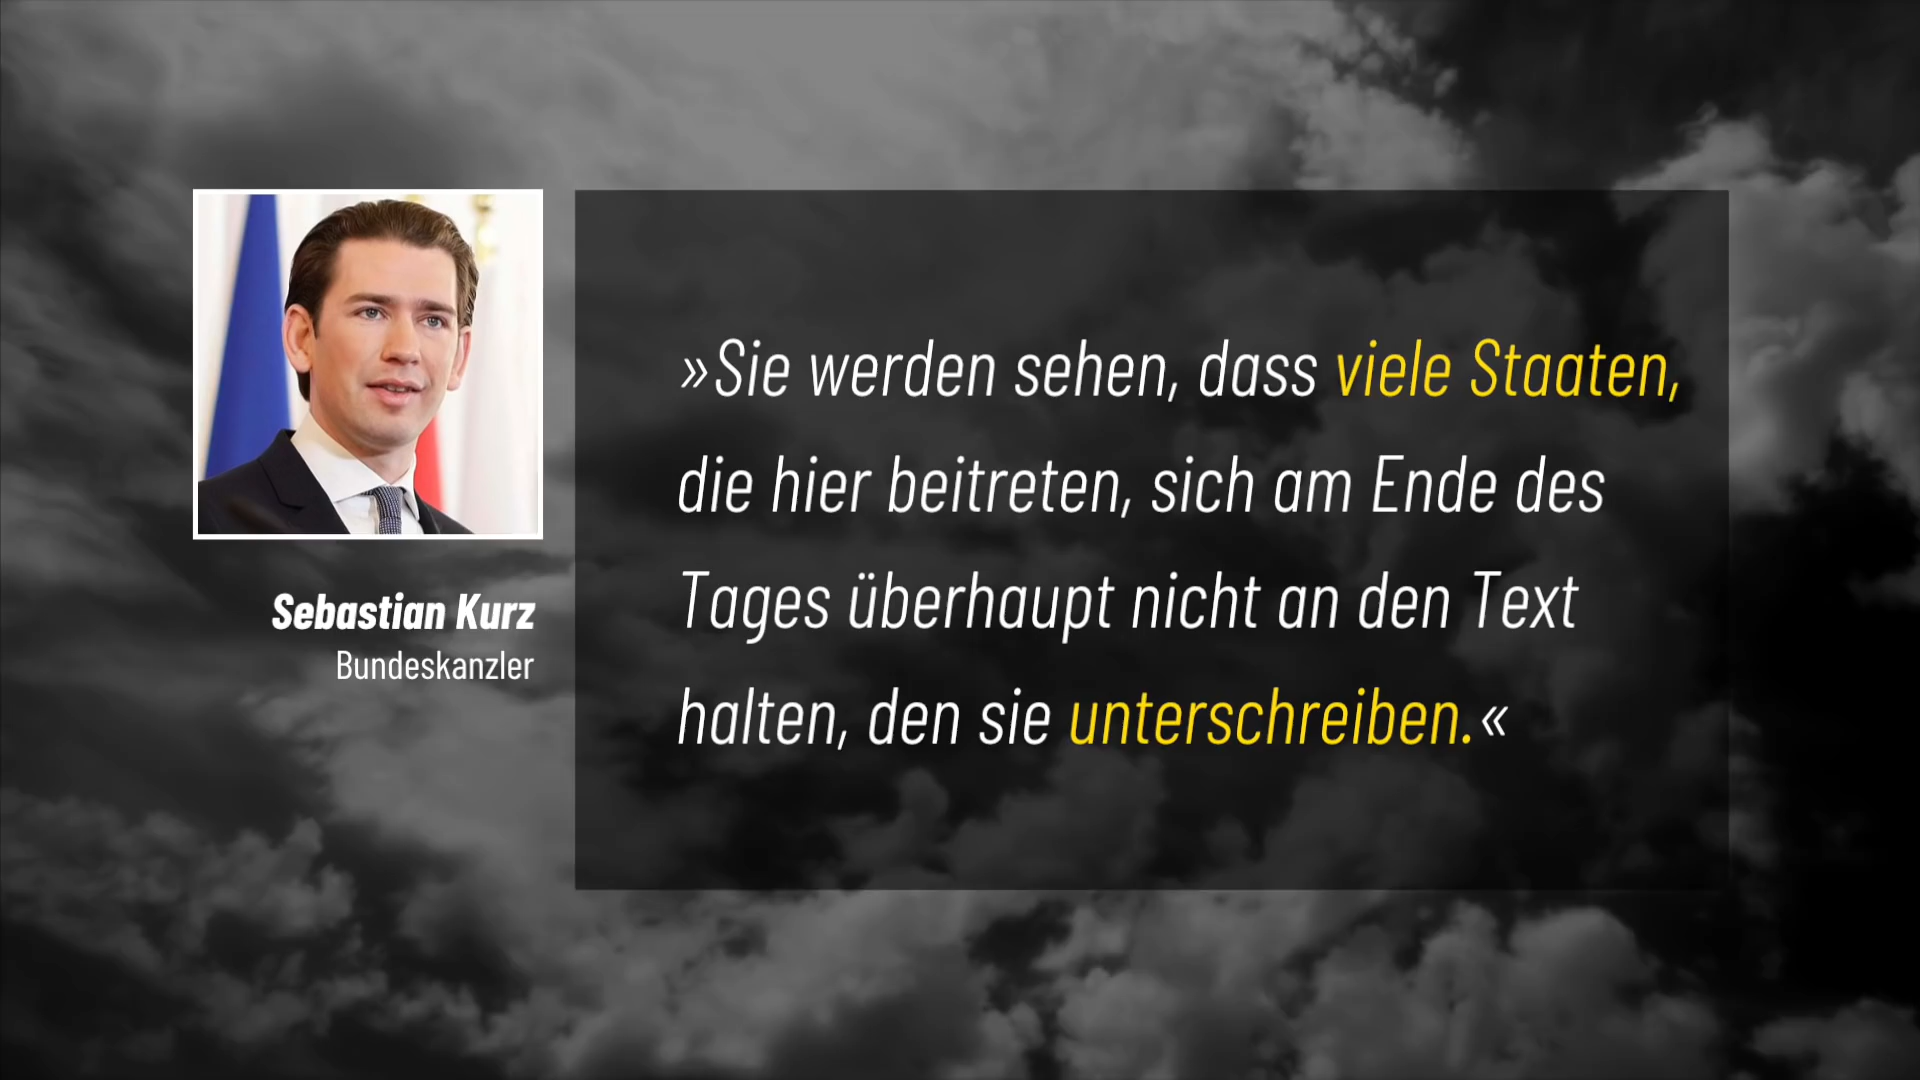 Sebastian Kurz
Bundeskanzler
»Sie werden sehen, dass viele Staaten,
die hier beitreten, sich am Ende des
Tages überhaupt nicht an den Text
halten, den sie unterschreiben.«